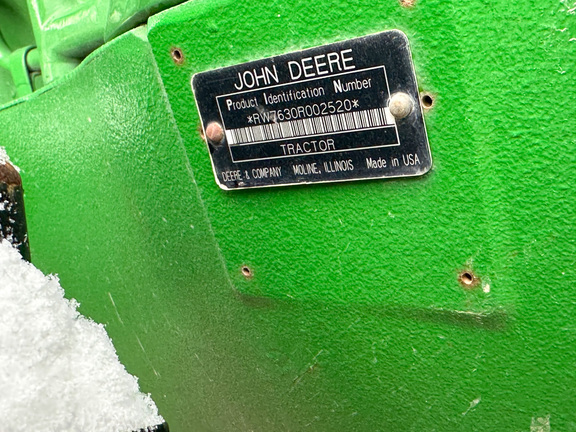 JOHN DEERE
Product Identification Number
*RW7630R002520*
TRACTOR
DEERE & COMPANY MOLINE, ILLINOIS Made in USA